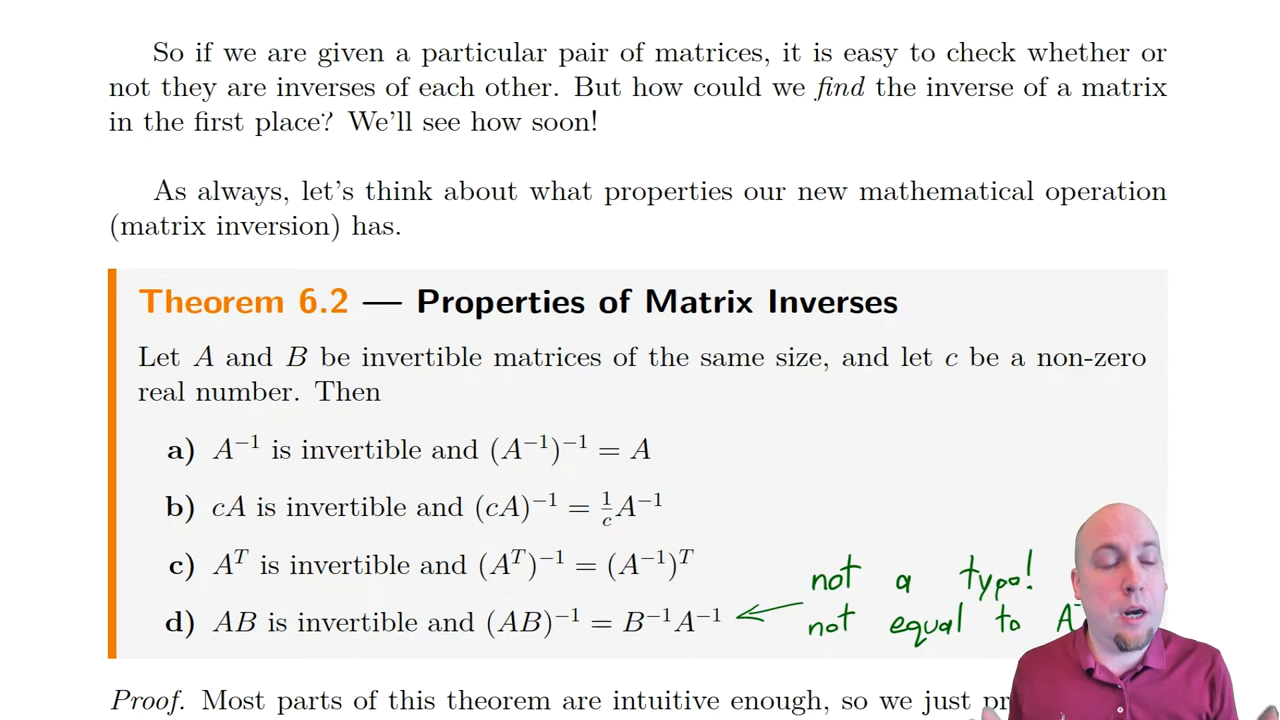 So if we are given a particular pair of matrices, it is easy to check whether or
not they are inverses of each other. But how could we find the inverse of a matrix
in the first place? We'll see how soon!
As always, let's think about what properties our new mathematical operation
(matrix inversion) has.
Theorem 6.2 — Properties of Matrix Inverses
Let A and B be invertible matrices of the same size, and let c be a non-zero
real number. Then
a) A⁻¹ is invertible and (A⁻¹)⁻¹ = A
b) cA is invertible and (cA)⁻¹ = 1/c A⁻¹
c) Aᵀ is invertible and (Aᵀ)⁻¹ = (A⁻¹)ᵀ
d) AB is invertible and (AB)⁻¹ = B⁻¹A⁻¹
not a typo!
not equal to A
Proof. Most parts of this theorem are intuitive enough, so we just